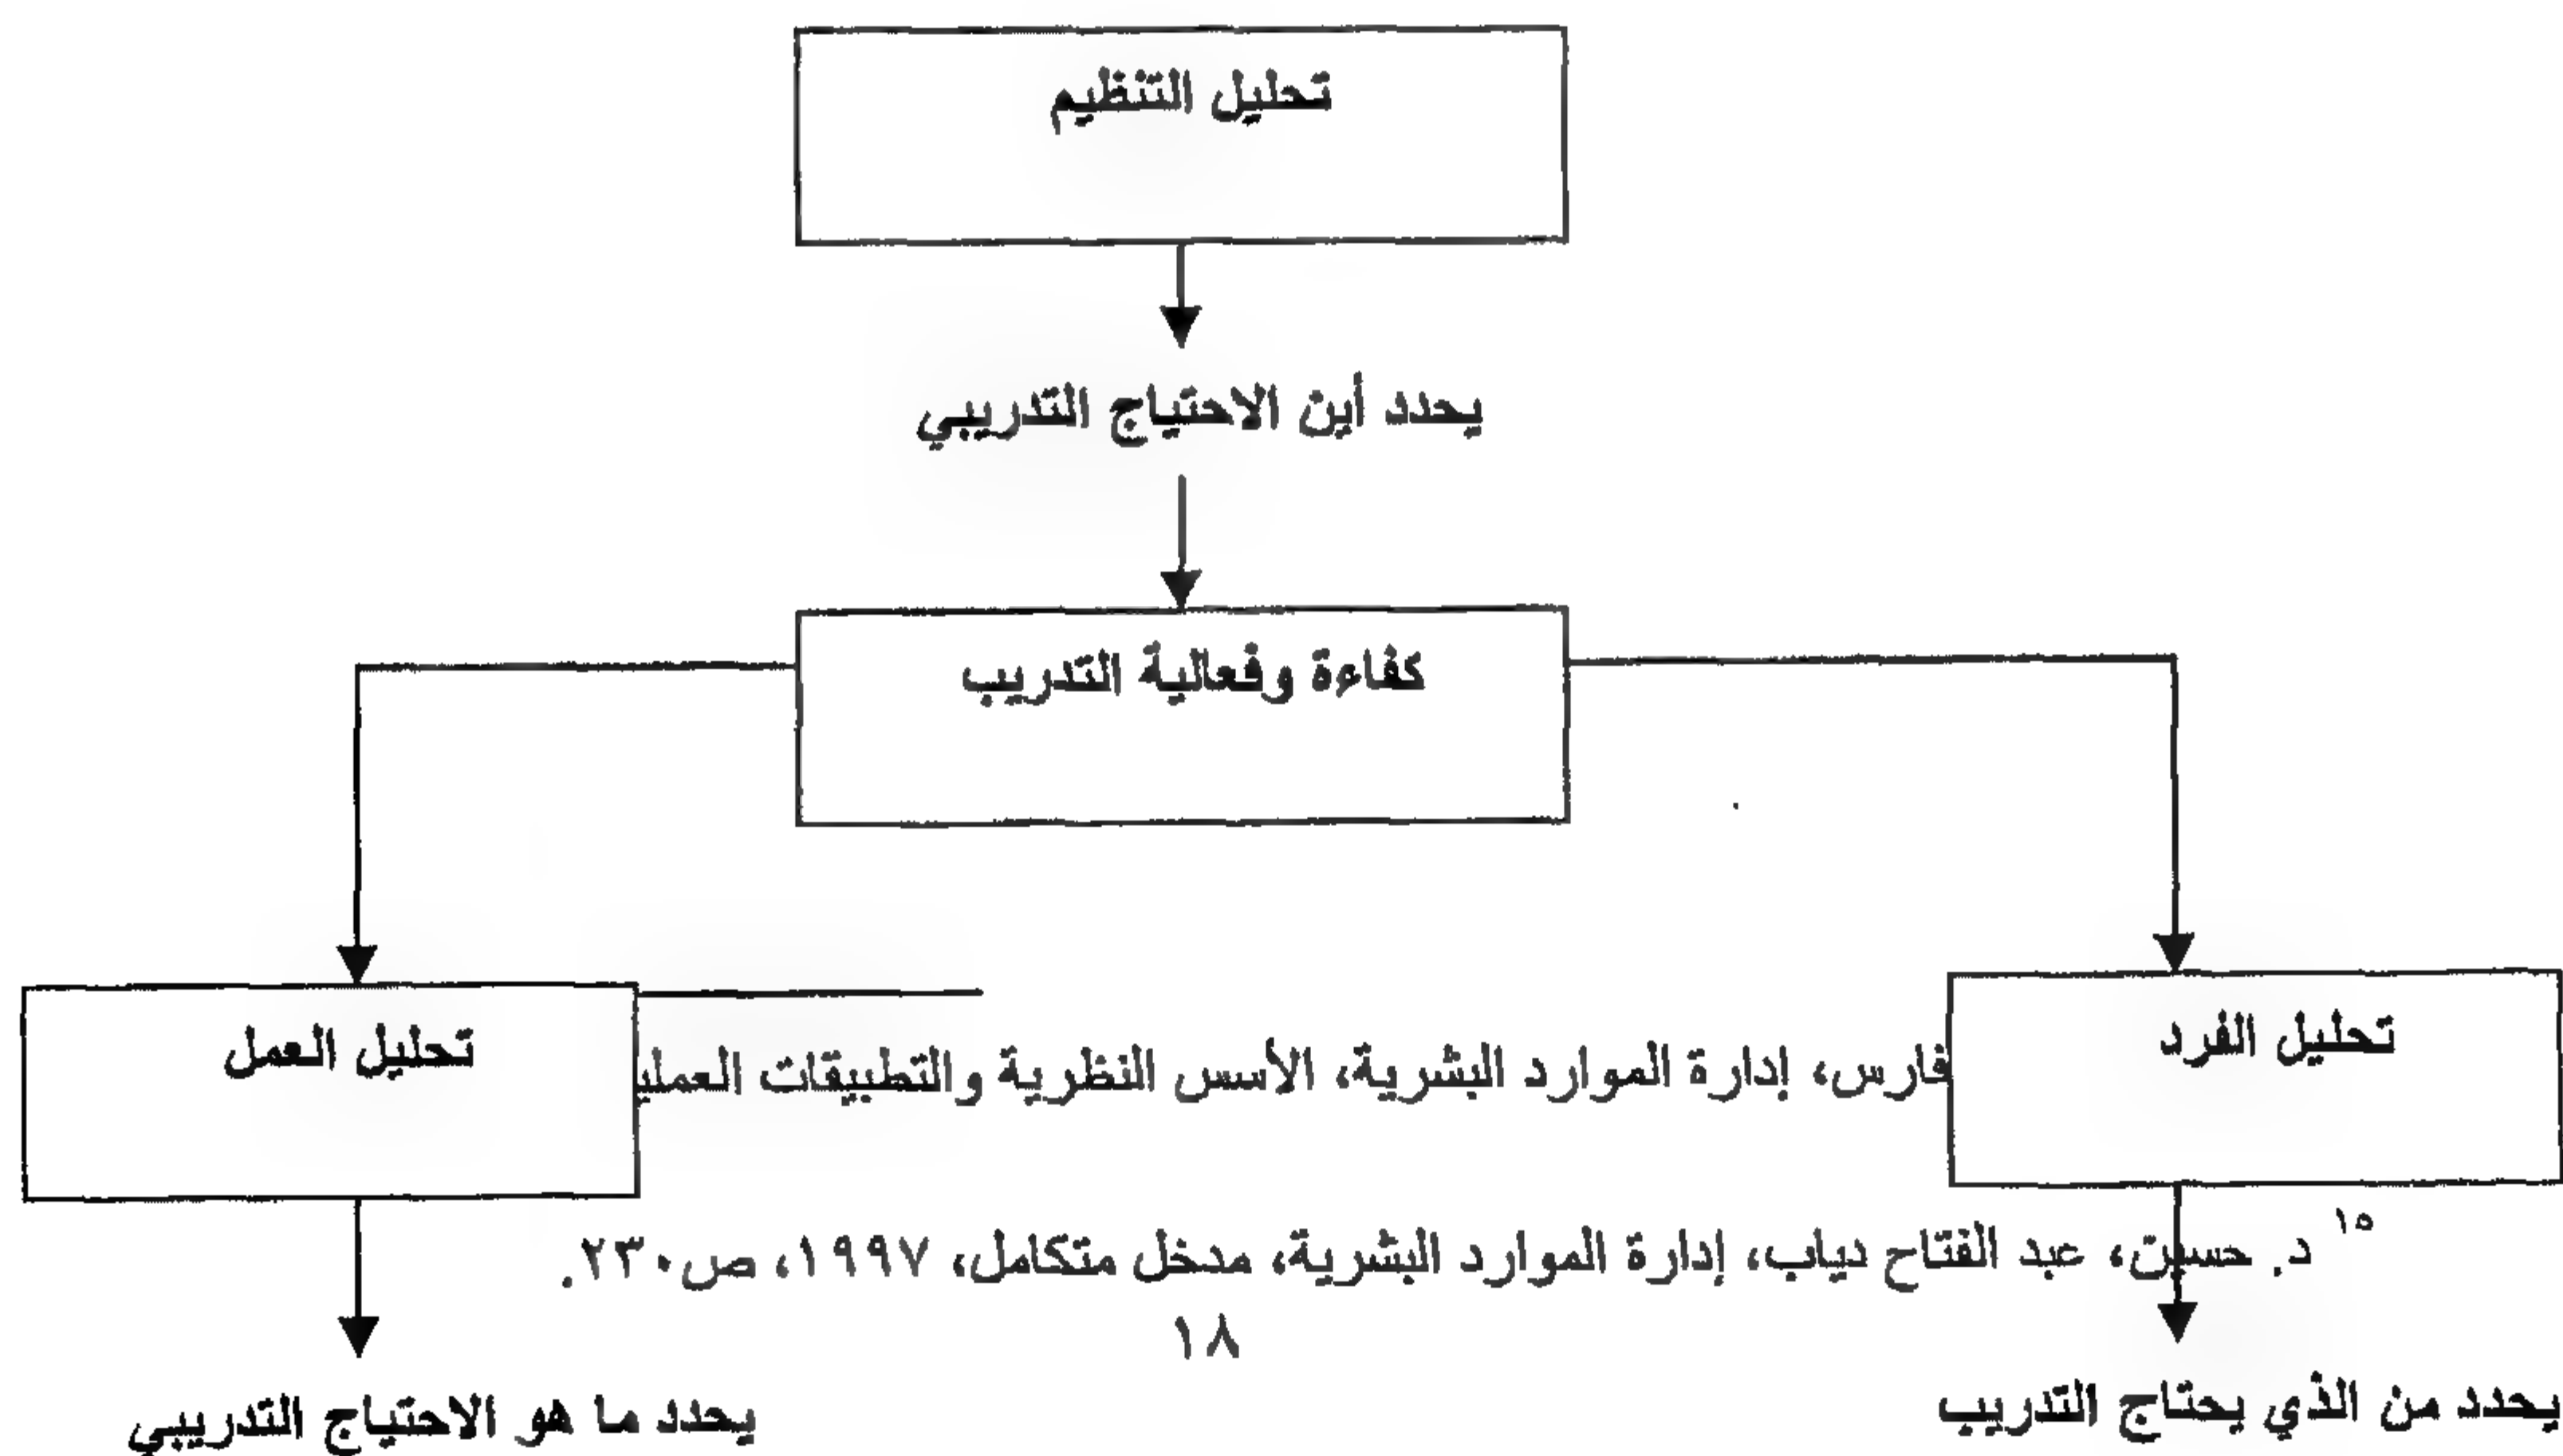 تحليل التنظيم
يحدد أين الاحتياج التدريبي
كفاءة وفعالية التدريب
تحليل الفرد
تحليل العمل
فارس، إدارة الموارد البشرية، الأسس النظرية والتطبيقات العملي
١٥ د. حسين، عبد الفتاح دياب، إدارة الموارد البشرية، مدخل متكامل، ١٩٩٧، ص٢٣٠.
١٨
يحدد من الذي يحتاج التدريب
يحدد ما هو الاحتياج التدريبي